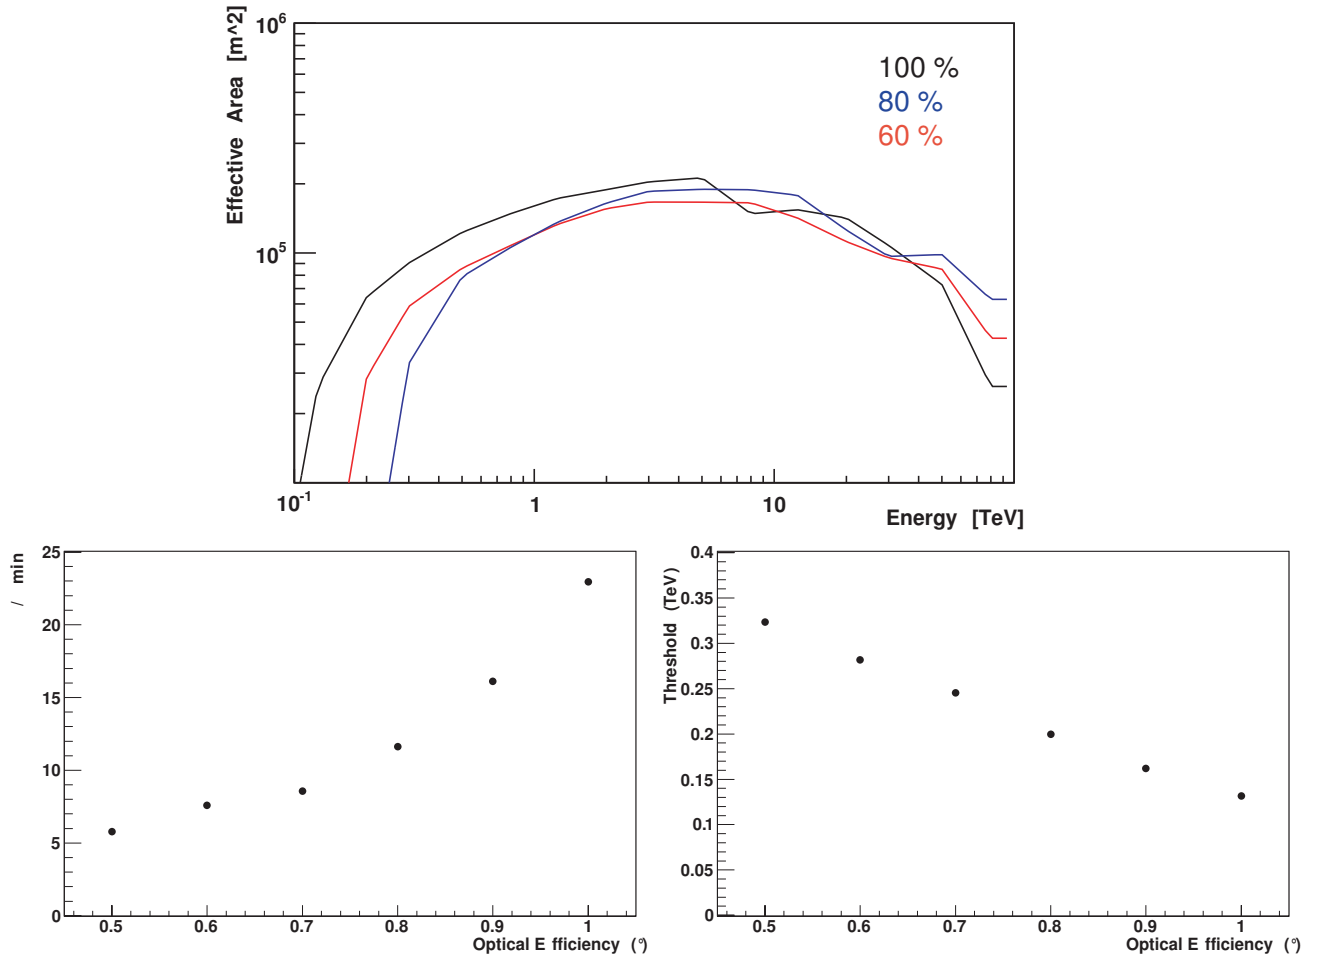 10^6
Effective Area [m^2]
100 %
80 %
60 %
10^5
10^-1
1
10
Energy [TeV]
/ min
25
20
15
10
5
0
0.5 0.6 0.7 0.8 0.9 1
Optical E fficiency (°)
Threshold (TeV)
0.4
0.35
0.3
0.25
0.2
0.15
0.1
0.05
0
0.5 0.6 0.7 0.8 0.9 1
Optical E fficiency (°)